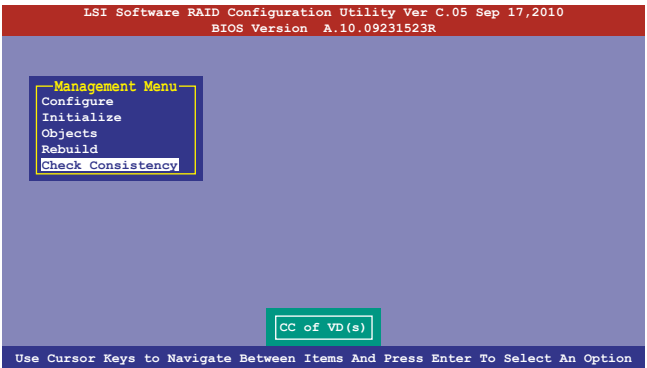 LSI Software RAID Configuration Utility Ver C.05 Sep 17,2010
BIOS Version A.10.09231523R
Management Menu
Configure
Initialize
Objects
Rebuild
Check Consistency
CC of VD(s)
Use Cursor Keys to Navigate Between Items And Press Enter To Select An Option